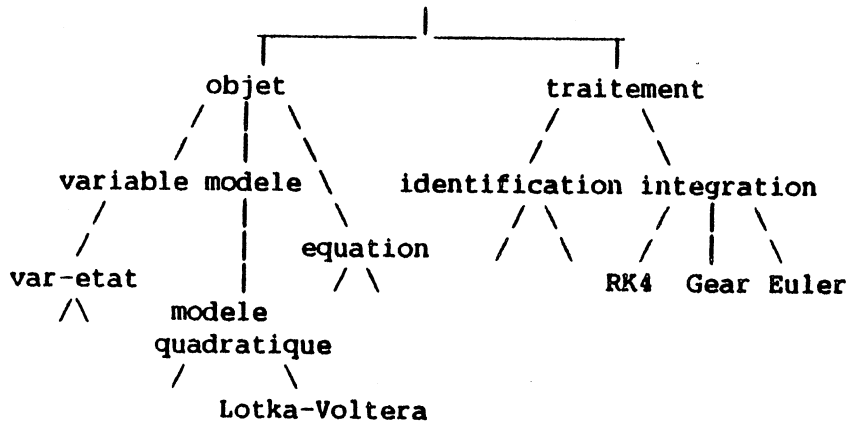 objet traitement
variable modele identification integration
equation
var-etat RK4 Gear Euler
modele
quadratique
Lotka-Voltera